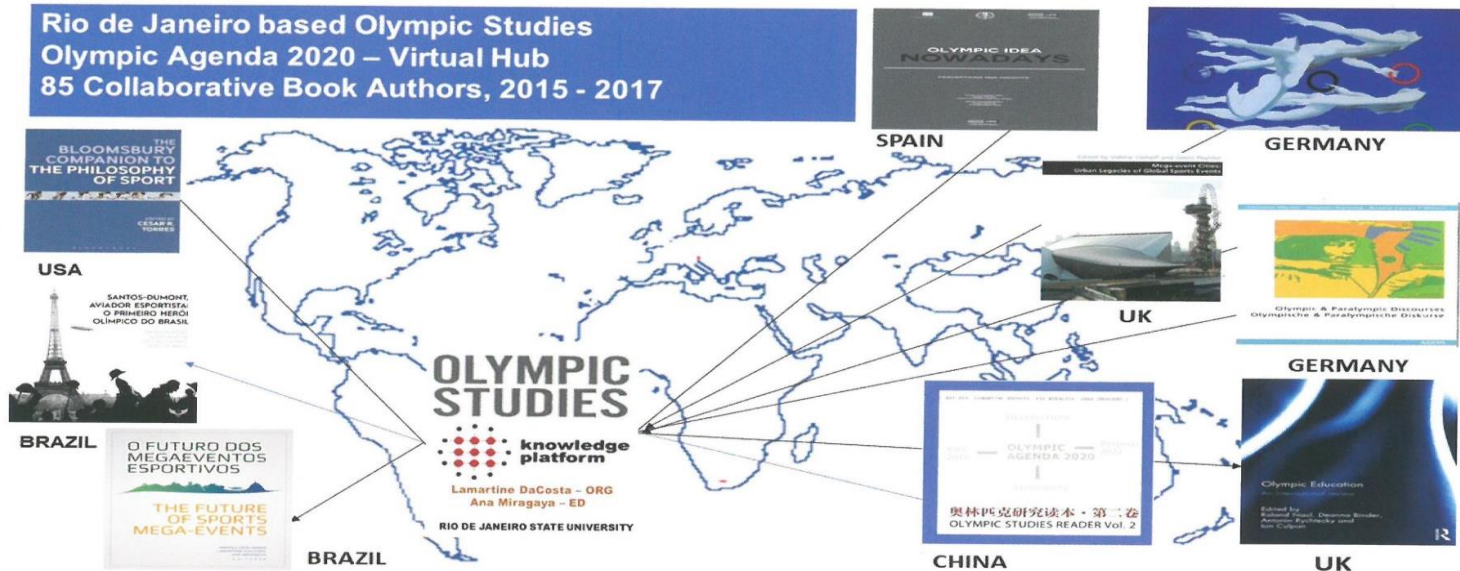 Rio de Janeiro based Olympic Studies
Olympic Agenda 2020 – Virtual Hub
85 Collaborative Book Authors, 2015 - 2017
OLYMPIC IDEA
NOWADAYS
SPAIN
GERMANY
THE
BLOOMSBURY
COMPANION TO
THE PHILOSOPHY
OF SPORT
EDITED BY
CESAR R.
TORRES
USA
Mega-event Cities:
Urban Legacies of Global Sports Events
UK
Olympic & Paralympic Discourses
Olympische & Paralympische Diskurse
GERMANY
SANTOS-DUMONT,
AVIADOR ESPORTISTA:
O PRIMEIRO HERÓI
OLÍMPICO DO BRASIL
BRAZIL
O FUTURO DOS
MEGAEVENTOS
ESPORTIVOS
THE FUTURE
OF SPORTS
MEGA-EVENTS
BRAZIL
OLYMPIC
STUDIES
knowledge
platform
Lamartine DaCosta – ORG
Ana Miragaya – ED
RIO DE JANEIRO STATE UNIVERSITY
OLYMPIC
AGENDA 2020
奥林匹克研究读本·第二卷
OLYMPIC STUDIES READER Vol. 2
CHINA
Olympic Education
An international review
Edited by
Roland Naul, Deanna Binder,
Antonin Rychtecky and
Ian Culpan
R
UK